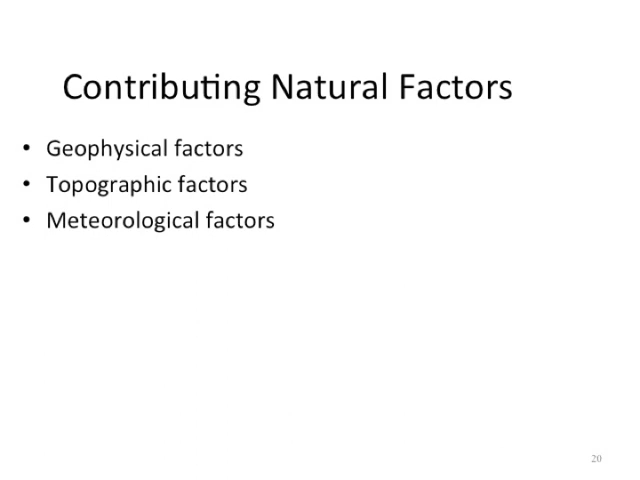 Contributing Natural Factors
• Geophysical factors
• Topographic factors
• Meteorological factors
20